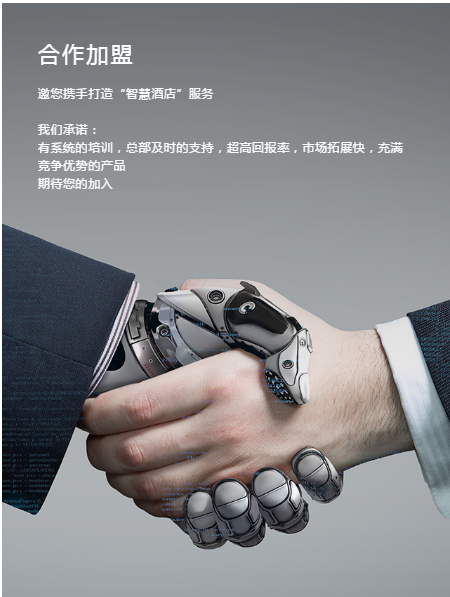 合作加盟
邀您携手打造“智慧酒店”服务
我们承诺：
有系统的培训，总部及时的支持，超高回报率，市场拓展快，充满
竞争优势的产品
期待您的加入